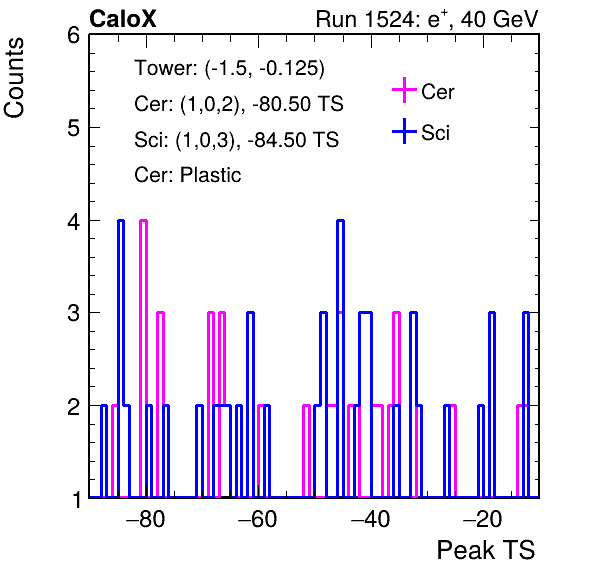 CaloX
Run 1524: e+, 40 GeV
Counts
6
5
4
3
2
1
Tower: (-1.5, -0.125)
Cer: (1,0,2), -80.50 TS
Sci: (1,0,3), -84.50 TS
Cer: Plastic
Cer
Sci
−80
−60
−40
−20
Peak TS